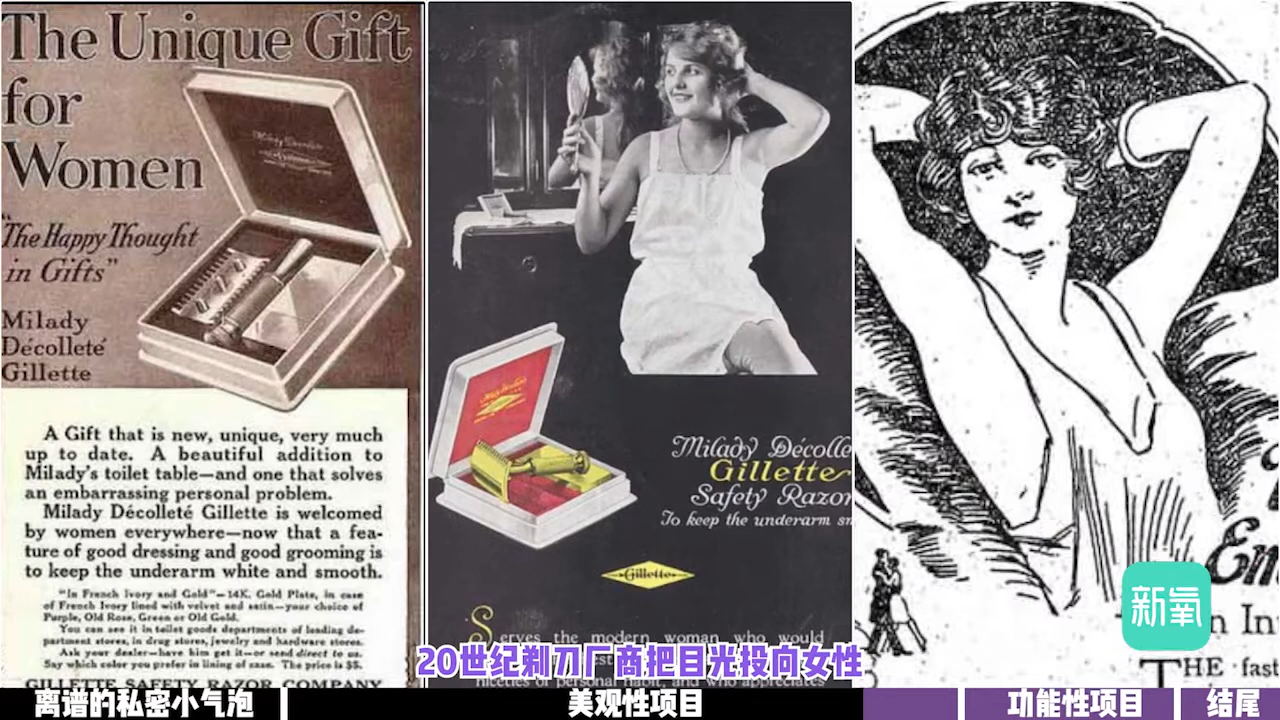 The Unique Gift
for
Women
"The Happy Thought
in Gifts"
Milady
Décolleté
Gillette
A Gift that is new, unique, very much
up to date. A beautiful addition to
Milady's toilet table—and one that solves
an embarrassing personal problem.
Milady Décolleté Gillette is welcomed
by women everywhere—now that a fea-
ture of good dressing and good grooming is
to keep the underarm white and smooth.
"In French Ivory and Gold"—14K. Gold Plate, in case
of French Ivory lined with velvet and satin—your choice of
Purple, Old Rose, Green or Old Gold.
You can see it in toilet goods departments of leading de-
partment stores, in drug stores, jewelry and hardware stores.
Ask your dealer—have him get it—or send direct to us.
Say which color you prefer in lining of case. The price is $5.
GILLETTE SAFETY RAZOR COMPANY
Milady Décolle
Gillette
Safety Razor
To keep the underarm sm
Gillette
Serves the modern woman who would
niceties of personal habit, and who appreciates
Em
n In
THE fast
新氧
20世纪剃刀厂商把目光投向女性
离谱的私密小气泡
美观性项目
功能性项目
结尾